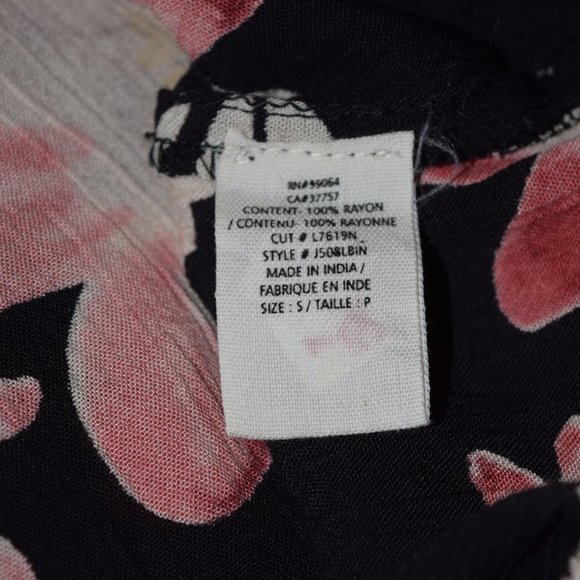 RN#39064
CA#37757
CONTENT- 100% RAYON
/ CONTENU- 100% RAYONNE
CUT # L7619N
STYLE # J508LBIN
MADE IN INDIA /
FABRIQUE EN INDE
SIZE : S / TAILLE : P